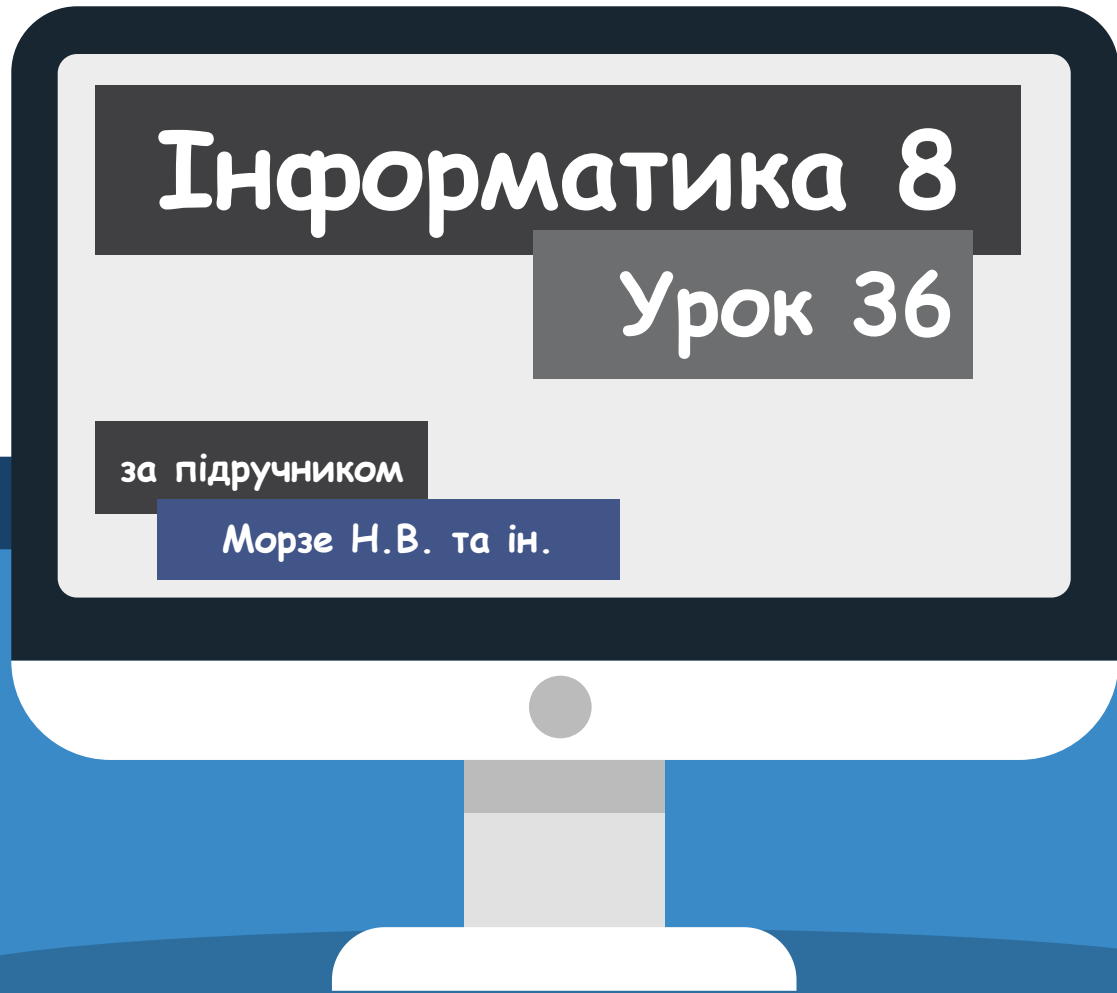 Інформатика 8
Урок 36
за підручником
Морзе Н.В. та ін.